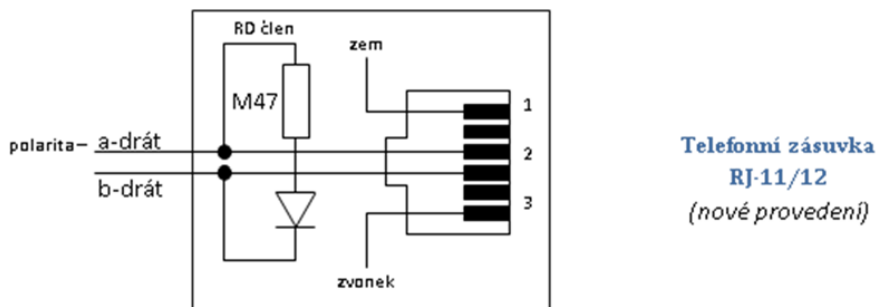 RD člen
zem
M47
1
polarita– a-drát
2
b-drát
3
zvonek
Telefonní zásuvka
RJ-11/12
(nové provedení)